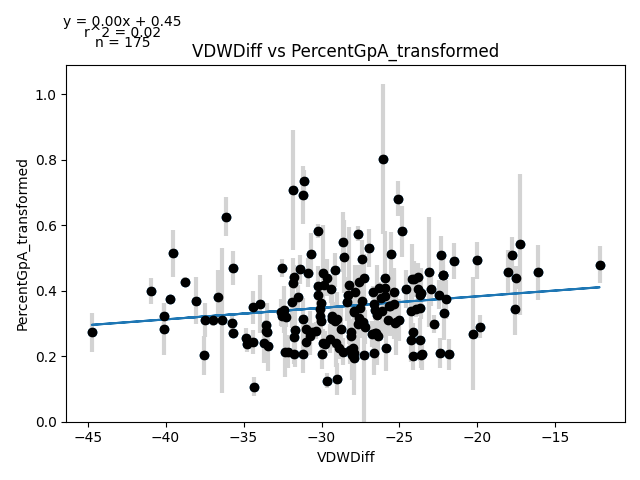 y = 0.00x + 0.45
r^2 = 0.02
n = 175
VDWDiff vs PercentGpA_transformed
PercentGpA_transformed
1.0
0.8
0.6
0.4
0.2
0.0
−45
−40
−35
−30
−25
−20
−15
VDWDiff